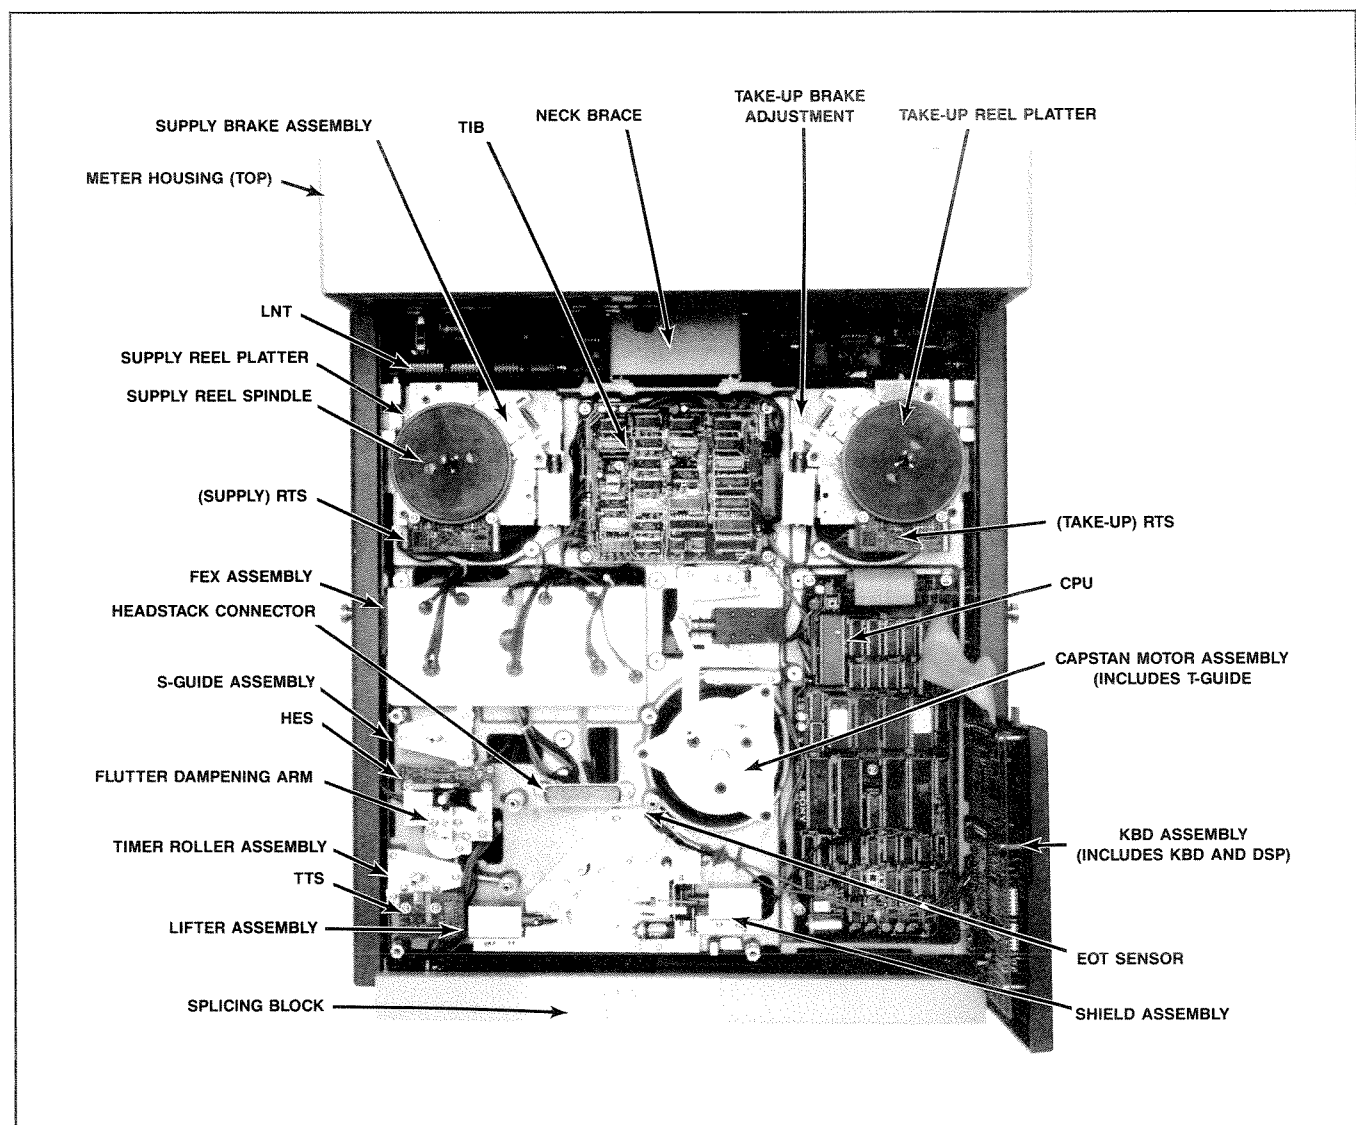 SUPPLY BRAKE ASSEMBLY
TIB
NECK BRACE
TAKE-UP BRAKE
ADJUSTMENT
TAKE-UP REEL PLATTER
METER HOUSING (TOP)
LNT
SUPPLY REEL PLATTER
SUPPLY REEL SPINDLE
(SUPPLY) RTS
(TAKE-UP) RTS
FEX ASSEMBLY
CPU
HEADSTACK CONNECTOR
CAPSTAN MOTOR ASSEMBLY
(INCLUDES T-GUIDE
S-GUIDE ASSEMBLY
HES
FLUTTER DAMPENING ARM
SONY
KBD ASSEMBLY
(INCLUDES KBD AND DSP)
TIMER ROLLER ASSEMBLY
TTS
LIFTER ASSEMBLY
EOT SENSOR
SPLICING BLOCK
SHIELD ASSEMBLY